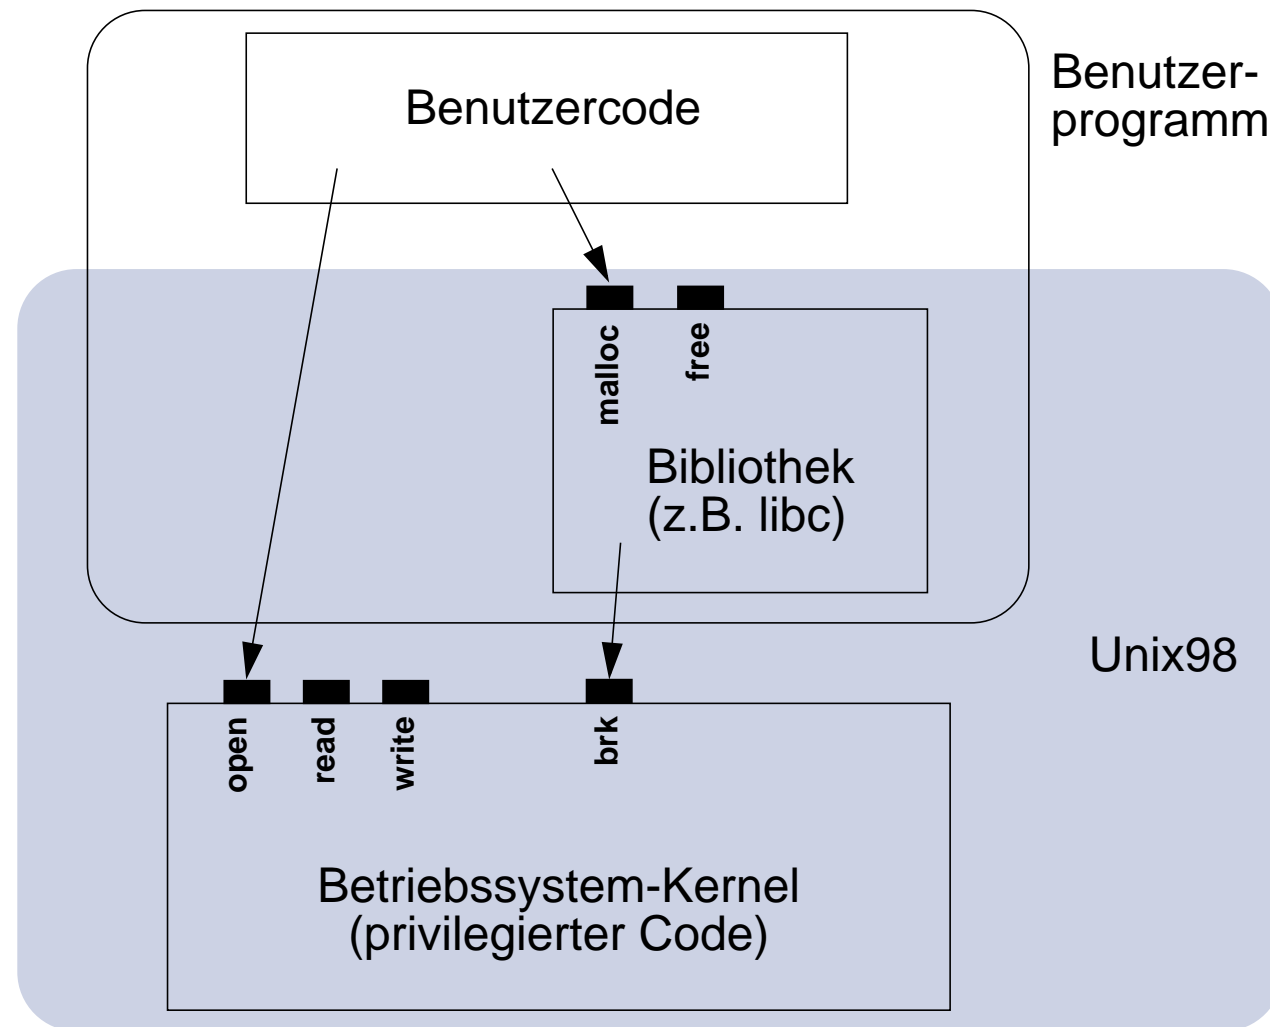 Benutzercode
Benutzer-
programm
malloc
free
Bibliothek
(z.B. libc)
Unix98
open
read
write
brk
Betriebssystem-Kernel
(privilegierter Code)